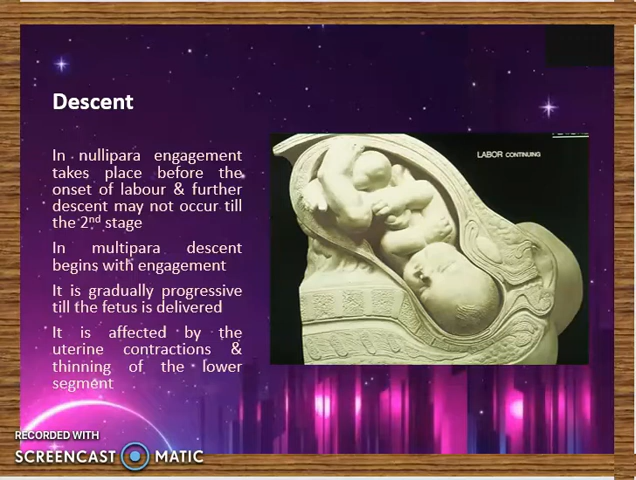 Descent
LABOR CONTINUING
In nullipara engagement
takes place before the
onset of labour & further
descent may not occur till
the 2nd stage
In multipara descent
begins with engagement
It is gradually progressive
till the fetus is delivered
It is affected by the
uterine contractions &
thinning of the lower
segment
RECORDED WITH
SCREENCAST MATIC